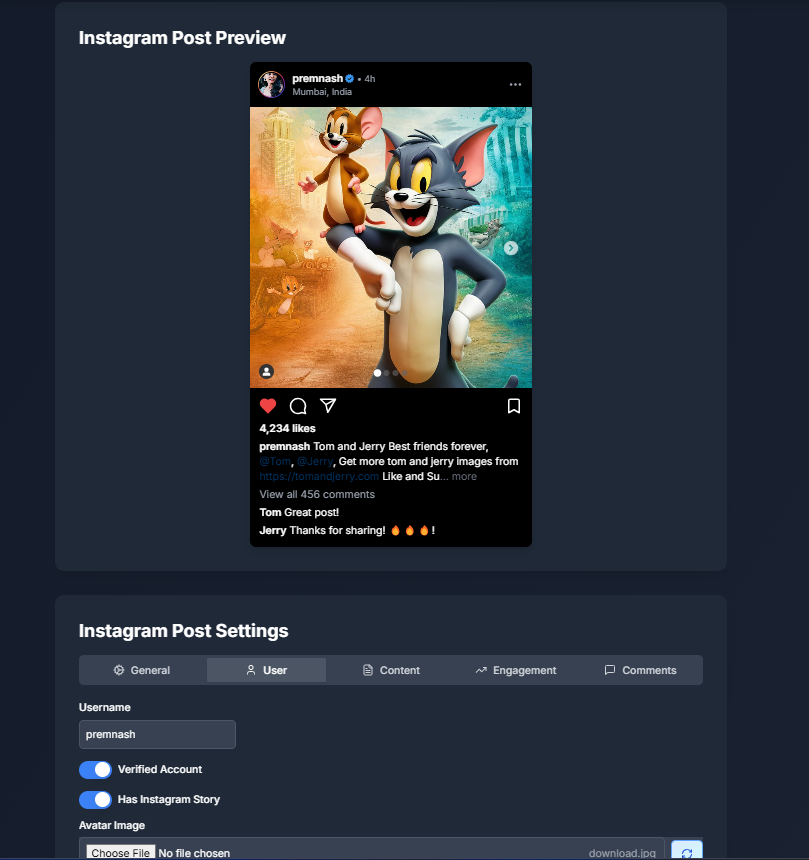 Instagram Post Preview
premnash • 4h
Mumbai, India
4,234 likes
premnash Tom and Jerry Best friends forever,
@Tom, @Jerry, Get more tom and jerry images from
https://tomandjerry.com Like and Su... more
View all 456 comments
Tom Great post!
Jerry Thanks for sharing! 🔥 🔥 🔥 !
Instagram Post Settings
General User Content Engagement Comments
Username
premnash
Verified Account
Has Instagram Story
Avatar Image
Choose File No file chosen download.jpg